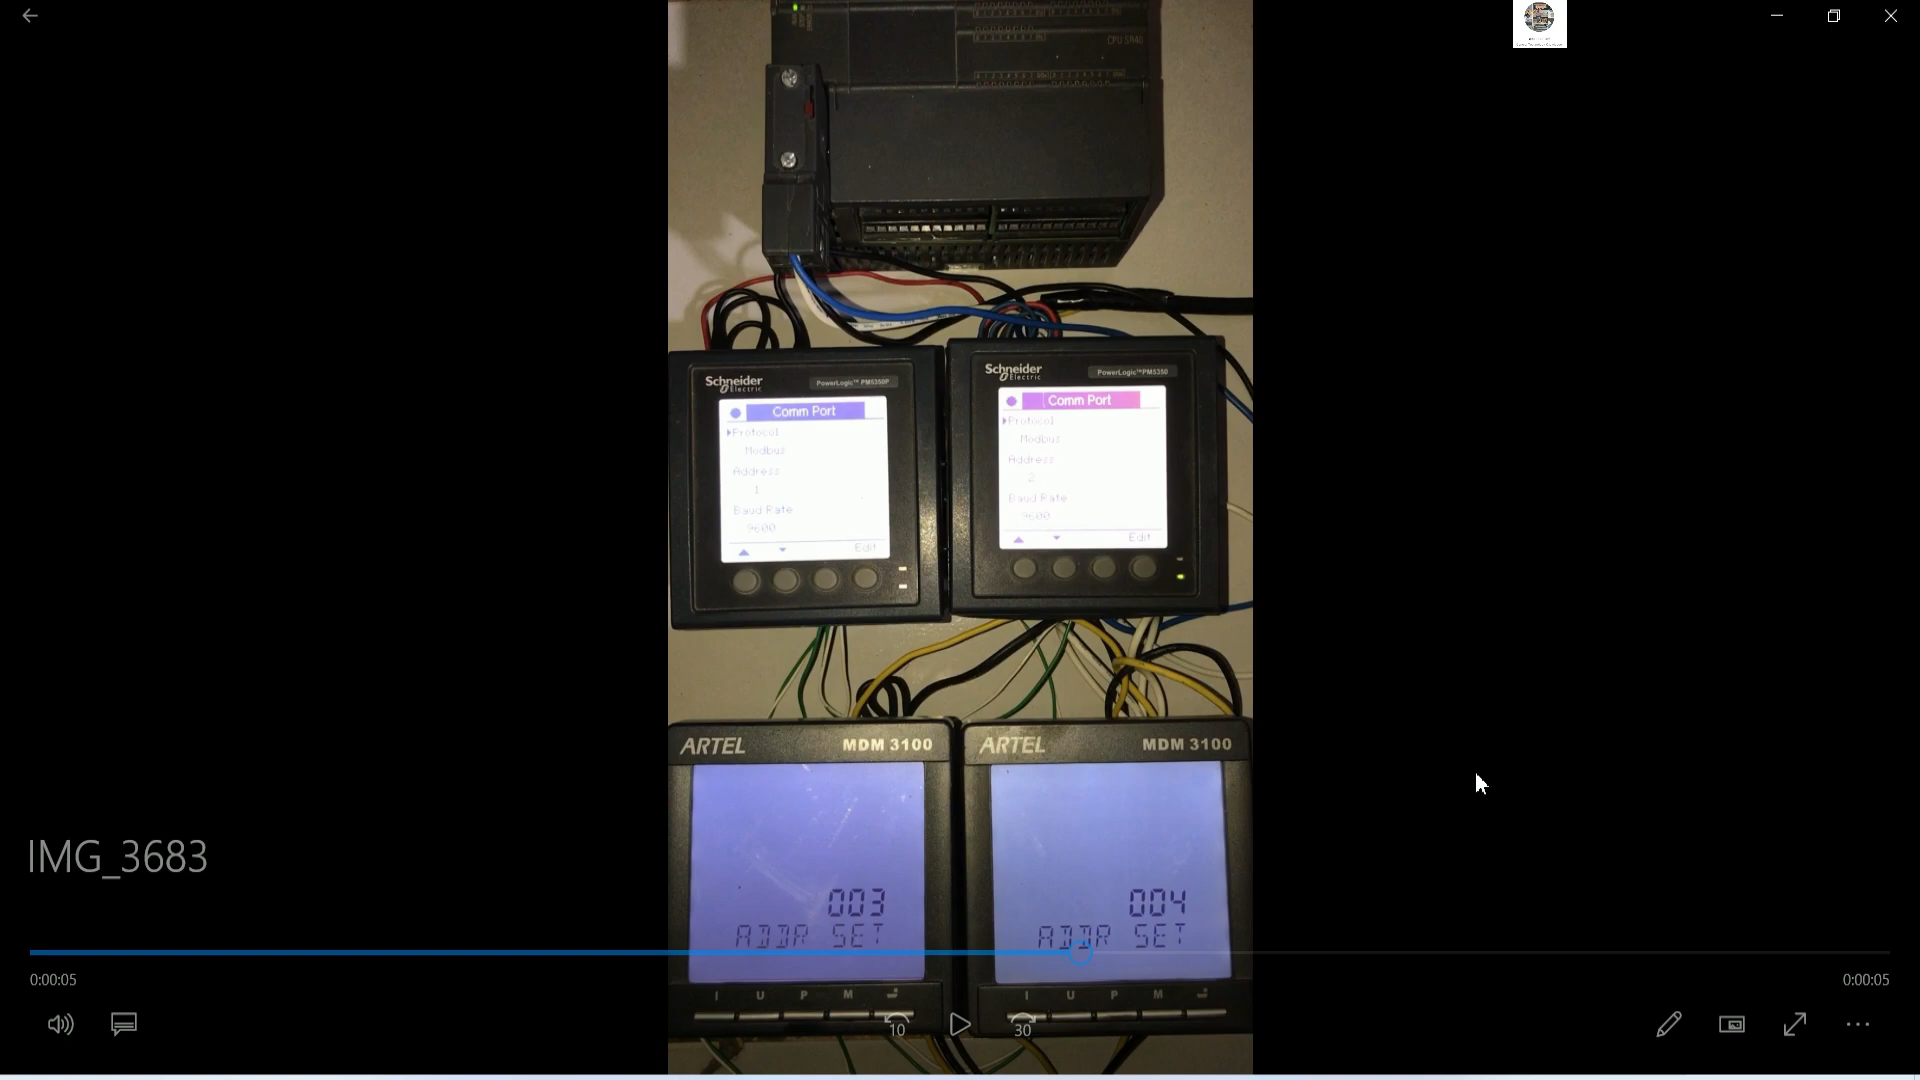 CPU SR40
Schneider
Electric
PowerLogic™ PM5350P
Comm Port
Protocol
Modbus
Address
1
Baud Rate
9600
Edit
Schneider
Electric
PowerLogic™ PM5350
Comm Port
Protocol
Modbus
Address
2
Baud Rate
9600
Edit
ARTEL MDM 3100
003
ADDR SET
I U P M
ARTEL MDM 3100
004
ADDR SET
I U P M
IMG_3683
0:00:05
0:00:05
10
30